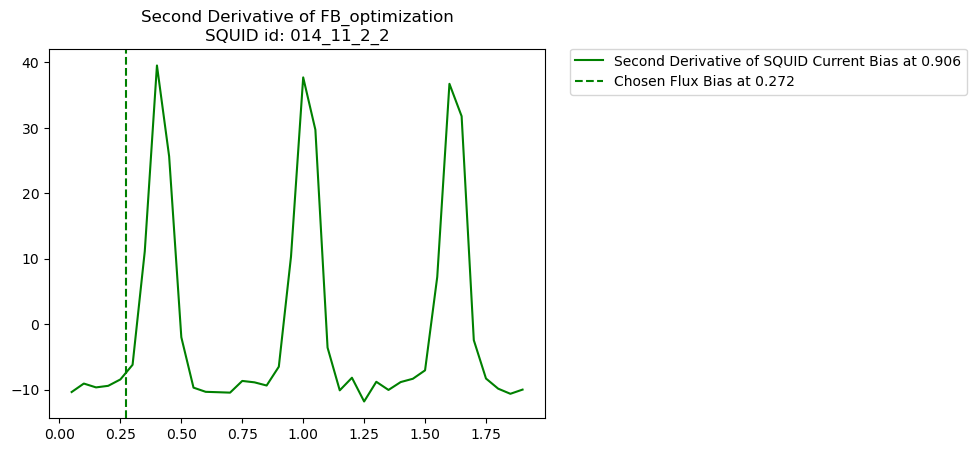 Second Derivative of FB_optimization
SQUID id: 014_11_2_2
Second Derivative of SQUID Current Bias at 0.906
Chosen Flux Bias at 0.272
40
30
20
10
0
−10
0.00 0.25 0.50 0.75 1.00 1.25 1.50 1.75